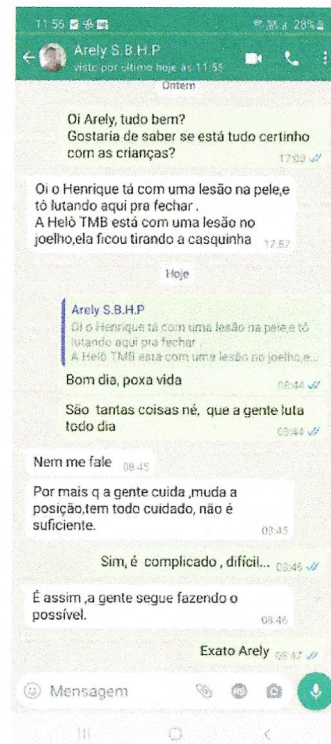 11:56
28%
Arely S.B.H.P
visto por último hoje às 11:55
Ontem
Oi Arely, tudo bem?
Gostaria de saber se está tudo certinho
com as crianças?
17:00
Oi o Henrique tá com uma lesão na pele,e
tô lutando aqui pra fechar .
A Helô TMB está com uma lesão no
joelho,ela ficou tirando a casquinha
17:57
Hoje
Arely S.B.H.P
Oi o Henrique tá com uma lesão na pele,e tô
lutando aqui pra fechar .
A Helô TMB está com uma lesão no joelho,e...
Bom dia, poxa vida
08:44
São tantas coisas né, que a gente luta
todo dia
08:44
Nem me fale
08:45
Por mais q a gente cuida ,muda a
posição,tem todo cuidado, não é
suficiente.
08:45
Sim, é complicado , difícil...
08:46
É assim ,a gente segue fazendo o
possível.
08:46
Exato Arely
08:47
Mensagem